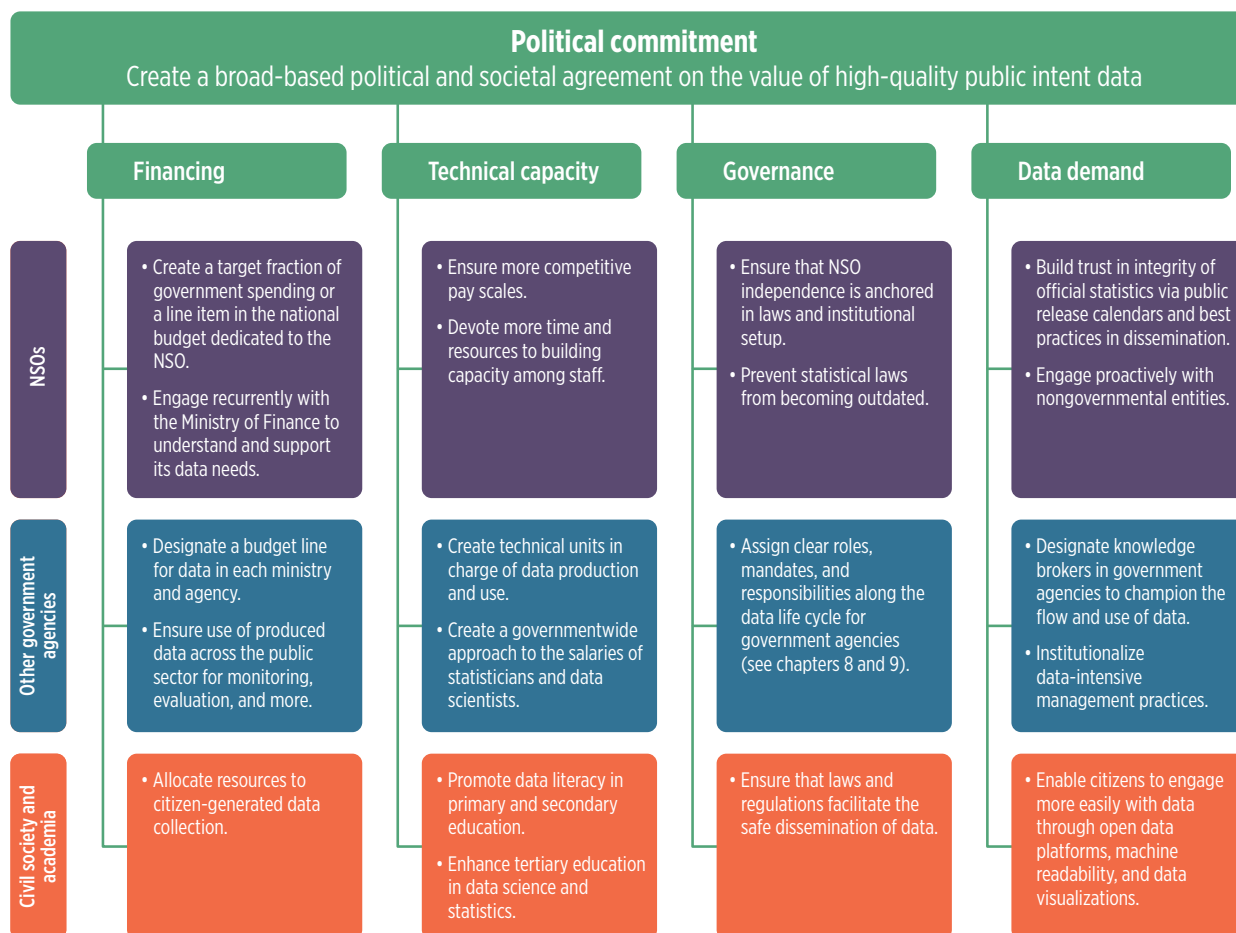 Political commitment
Create a broad-based political and societal agreement on the value of high-quality public intent data
Financing
Technical capacity
Governance
Data demand
NSOs
• Create a target fraction of
government spending or
a line item in the national
budget dedicated to the
NSO.
• Engage recurrently with
the Ministry of Finance to
understand and support
its data needs.
• Ensure more competitive
pay scales.
• Devote more time and
resources to building
capacity among staff.
• Ensure that NSO
independence is anchored
in laws and institutional
setup.
• Prevent statistical laws
from becoming outdated.
• Build trust in integrity of
official statistics via public
release calendars and best
practices in dissemination.
• Engage proactively with
nongovernmental entities.
Other government
agencies
• Designate a budget line
for data in each ministry
and agency.
• Ensure use of produced
data across the public
sector for monitoring,
evaluation, and more.
• Create technical units in
charge of data production
and use.
• Create a governmentwide
approach to the salaries of
statisticians and data
scientists.
• Assign clear roles,
mandates, and
responsibilities along the
data life cycle for
government agencies
(see chapters 8 and 9).
• Designate knowledge
brokers in government
agencies to champion the
flow and use of data.
• Institutionalize
data-intensive
management practices.
Civil society and
academia
• Allocate resources to
citizen-generated data
collection.
• Promote data literacy in
primary and secondary
education.
• Enhance tertiary education
in data science and
statistics.
• Ensure that laws and
regulations facilitate the
safe dissemination of data.
• Enable citizens to engage
more easily with data
through open data
platforms, machine
readability, and data
visualizations.